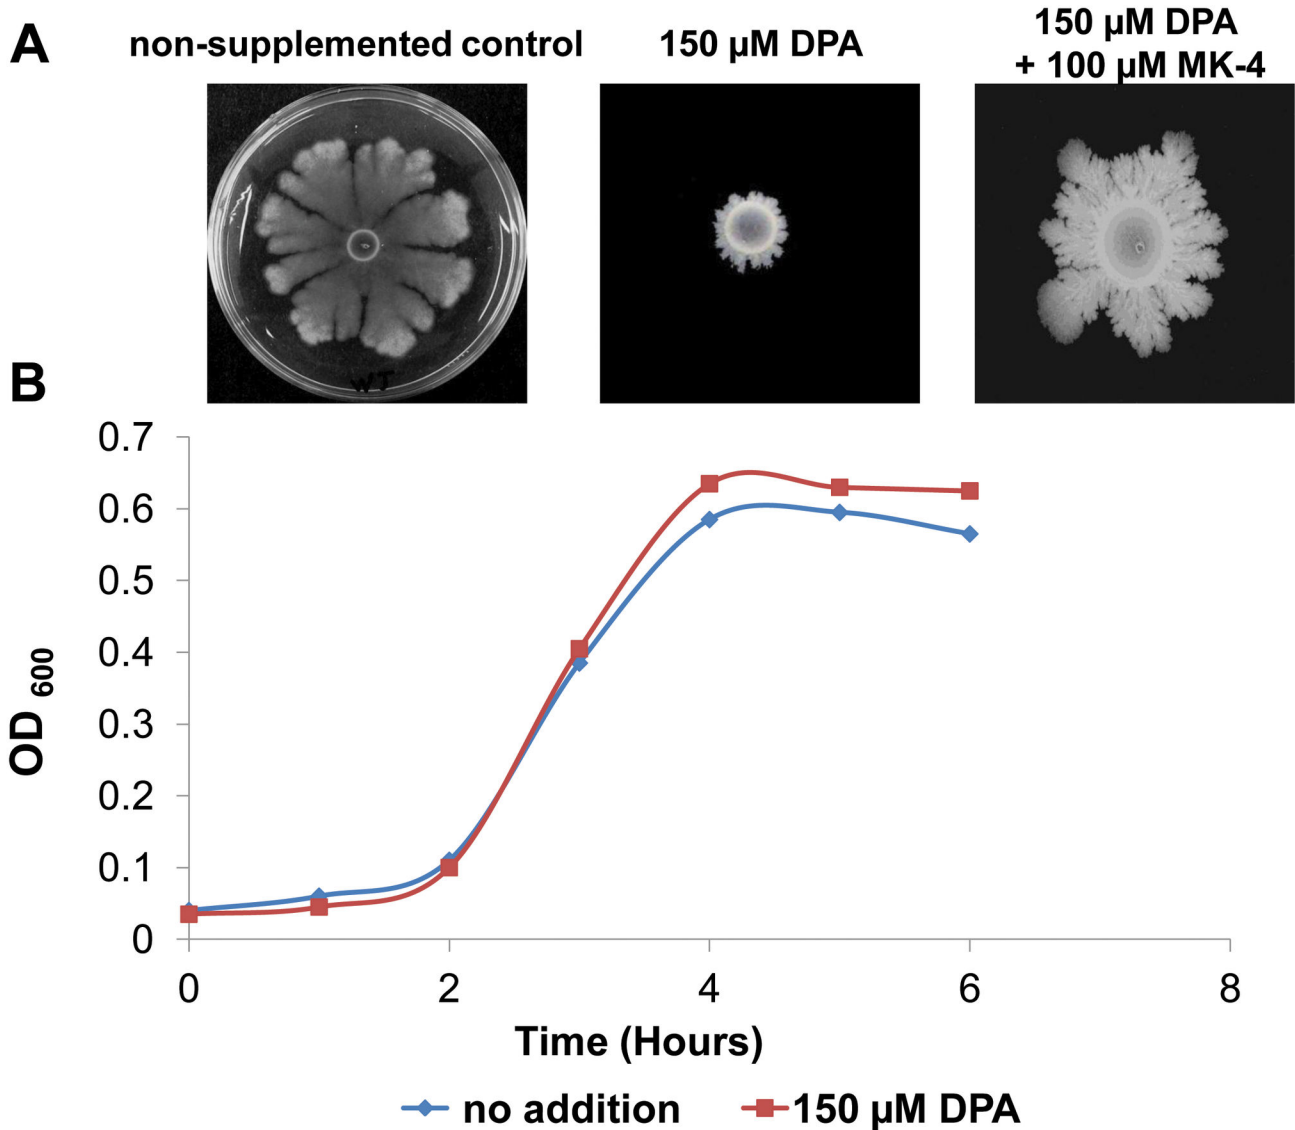 A
non-supplemented control
150 µM DPA
150 µM DPA
+ 100 µM MK-4
WT
B
0.7
0.6
0.5
0.4
0.3
0.2
0.1
0
OD 600
0 2 4 6 8
Time (Hours)
no addition 150 µM DPA